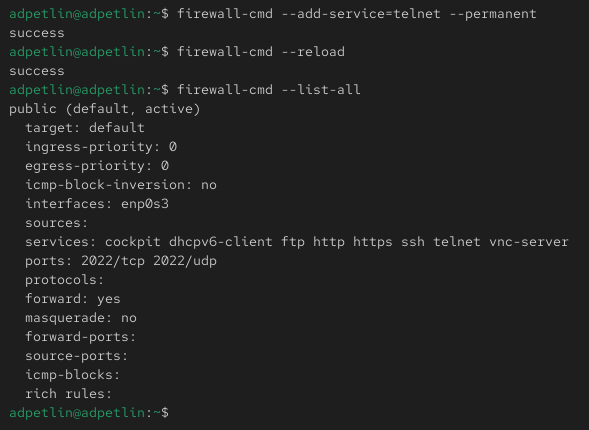 adpetlin@adpetlin:~$ firewall-cmd --add-service=telnet --permanent
success
adpetlin@adpetlin:~$ firewall-cmd --reload
success
adpetlin@adpetlin:~$ firewall-cmd --list-all
public (default, active)
  target: default
  ingress-priority: 0
  egress-priority: 0
  icmp-block-inversion: no
  interfaces: enp0s3
  sources:
  services: cockpit dhcpv6-client ftp http https ssh telnet vnc-server
  ports: 2022/tcp 2022/udp
  protocols:
  forward: yes
  masquerade: no
  forward-ports:
  source-ports:
  icmp-blocks:
  rich rules:
adpetlin@adpetlin:~$